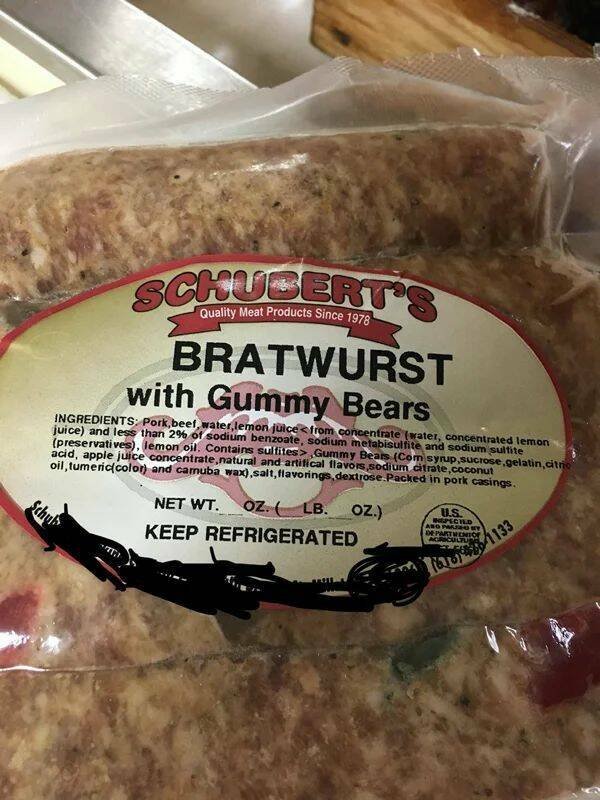 SCHUBERT'S
Quality Meat Products Since 1978
BRATWURST
with Gummy Bears
INGREDIENTS: Pork,beef,water,lemon juice<from concentrate (water, concentrated lemon
juice) and less than 2% of sodium benzoate, sodium metabisulfite and sodium sulfite
(preservatives), lemon oil. Contains sulfites>,Gummy Bears (Corn syrup,sucrose,gelatin,citric
acid, apple juice concentrate,natural and artifical flavors,sodium citrate,coconut
oil,tumeric(color) and carnuba wax),salt,flavorings,dextrose.Packed in pork casings.
NET WT. OZ. ( LB. OZ.)
KEEP REFRIGERATED
U.S.
INSPECTED
AND PASSED BY
DEPARTMENT OF
AGRICULTURE
1133